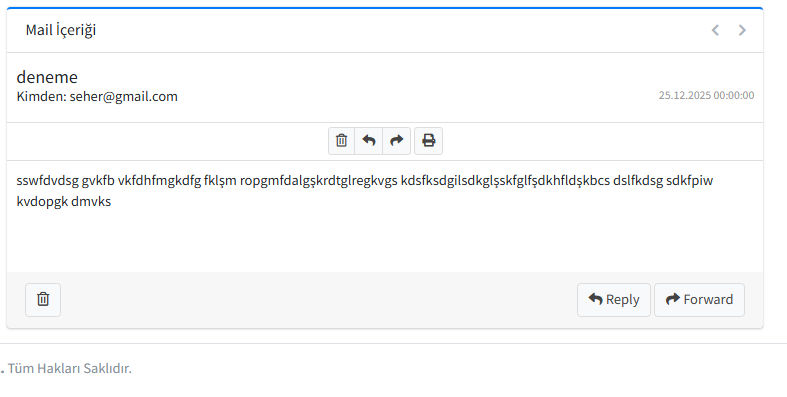 Mail İçeriği
deneme
Kimden: seher@gmail.com
25.12.2025 00:00:00
sswfdvdsg gvkfb vkfdhfmgkdfg fklşm ropgmfdalgşkrdtglregkvgs kdsfksdgilsdkglşskfglfşdkhfldşkbcs dslfkdsg sdkfpiw
kvdopgk dmvks
Reply Forward
. Tüm Hakları Saklıdır.